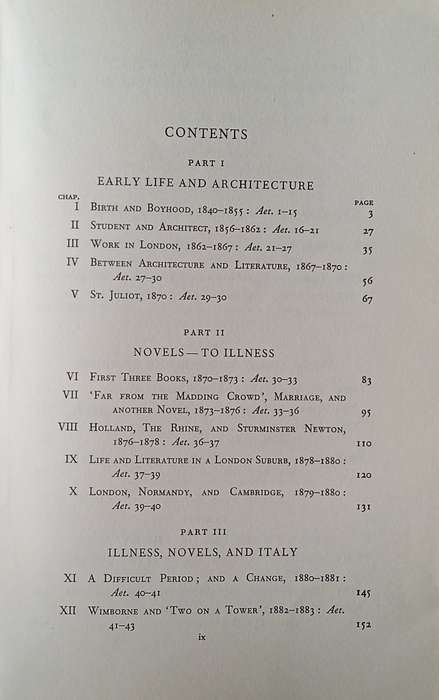 CONTENTS
PART I
EARLY LIFE AND ARCHITECTURE
CHAP. PAGE
I Birth and Boyhood, 1840–1855 : Aet. 1–15 3
II Student and Architect, 1856–1862 : Aet. 16–21 27
III Work in London, 1862–1867 : Aet. 21–27 35
IV Between Architecture and Literature, 1867–1870 :
Aet. 27–30 56
V St. Juliot, 1870 : Aet. 29–30 67
PART II
NOVELS — TO ILLNESS
VI First Three Books, 1870–1873 : Aet. 30–33 83
VII ‘Far from the Madding Crowd’, Marriage, and
another Novel, 1873–1876 : Aet. 33–36 95
VIII Holland, The Rhine, and Sturminster Newton,
1876–1878 : Aet. 36–37 110
IX Life and Literature in a London Suburb, 1878–1880 :
Aet. 37–39 120
X London, Normandy, and Cambridge, 1879–1880 :
Aet. 39–40 131
PART III
ILLNESS, NOVELS, AND ITALY
XI A Difficult Period ; and a Change, 1880–1881 :
Aet. 40–41 145
XII Wimborne and ‘Two on a Tower’, 1882–1883 : Aet.
41–43 152
ix